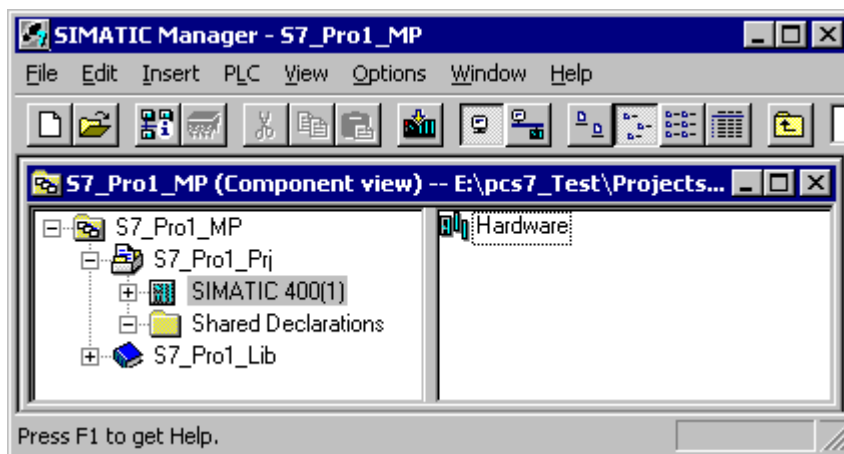 SIMATIC Manager - S7_Pro1_MP
File Edit Insert PLC View Options Window Help
S7_Pro1_MP (Component view) -- E:\pcs7_Test\Projects...
S7_Pro1_MP
Hardware
S7_Pro1_Prj
SIMATIC 400(1)
Shared Declarations
S7_Pro1_Lib
Press F1 to get Help.